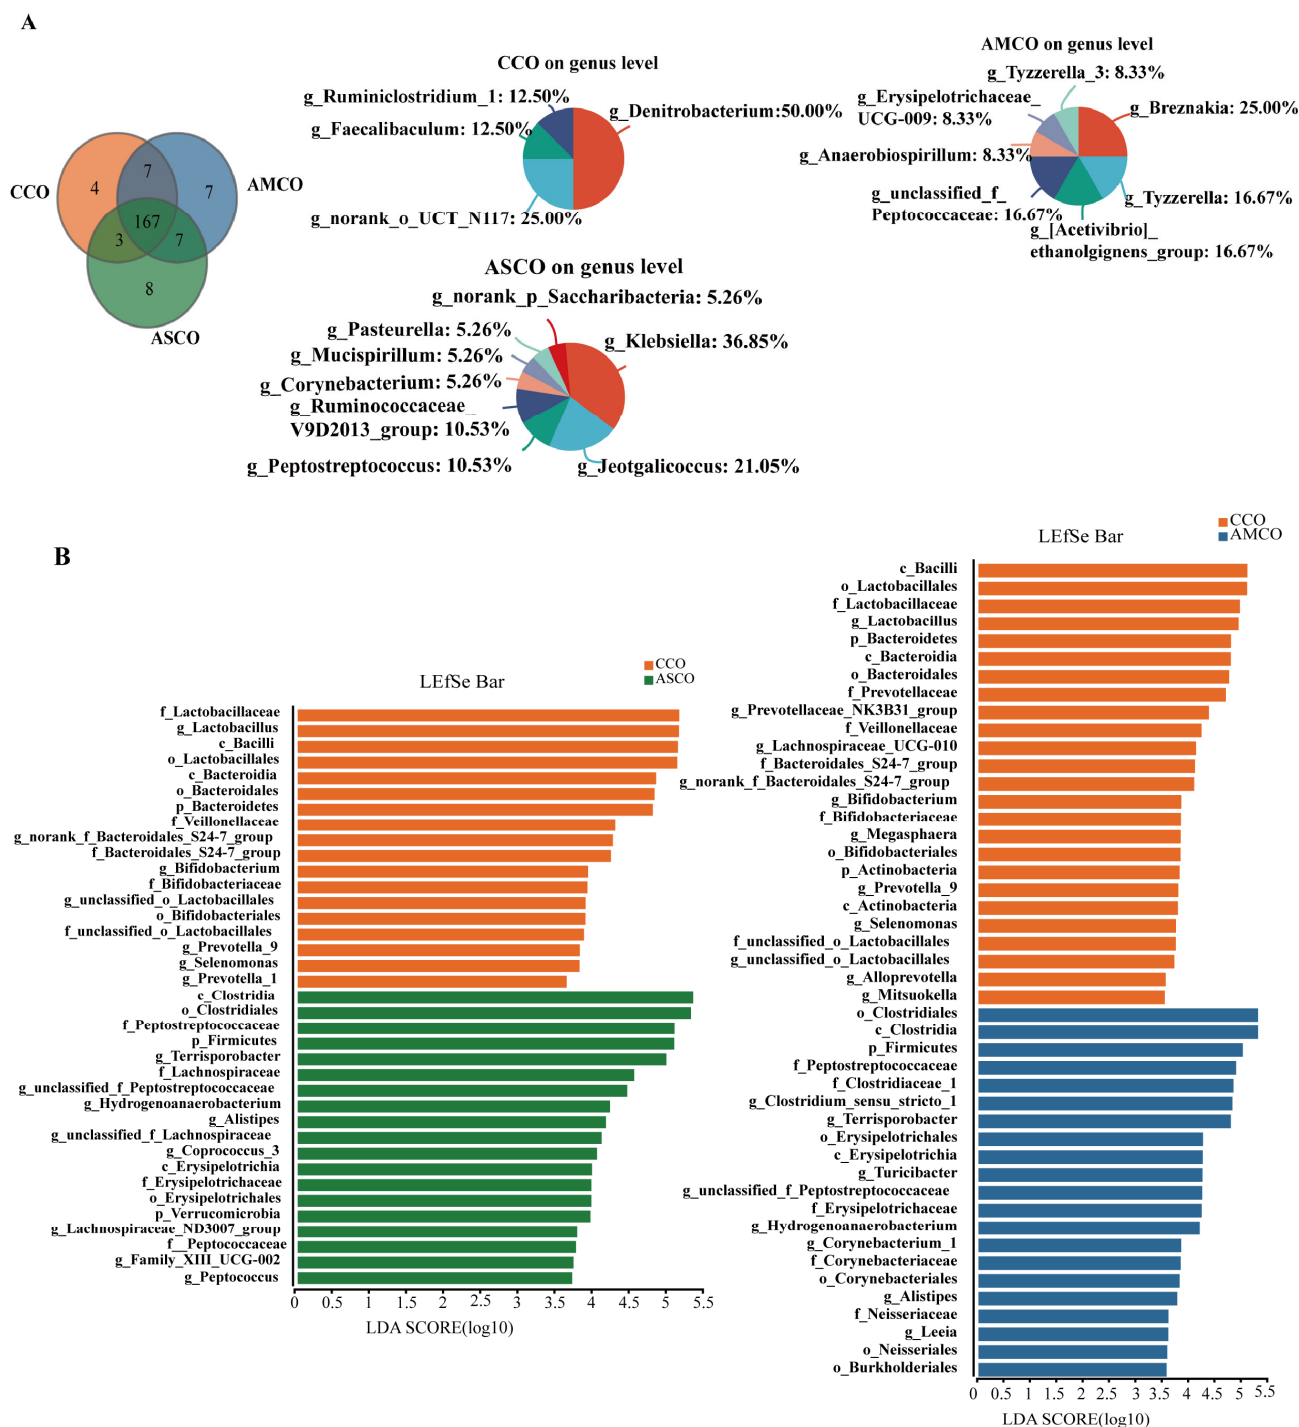 A
CCO
AMCO
ASCO
4
7
7
167
3
7
8
CCO on genus level
g_Ruminiclostridium_1: 12.50%
g_Denitrobacterium:50.00%
g_Faecalibaculum: 12.50%
g_norank_o_UCT_N117: 25.00%
AMCO on genus level
g_Tyzzerella_3: 8.33%
g_Erysipelotrichaceae_
UCG-009: 8.33%
g_Breznakia: 25.00%
g_Anaerobiospirillum: 8.33%
g_unclassified_f_
Peptococcaceae: 16.67%
g_Tyzzerella: 16.67%
g_[Acetivibrio]_
ethanolgignens_group: 16.67%
ASCO on genus level
g_norank_p_Saccharibacteria: 5.26%
g_Pasteurella: 5.26%
g_Klebsiella: 36.85%
g_Mucispirillum: 5.26%
g_Corynebacterium: 5.26%
g_Ruminococcaceae_
V9D2013_group: 10.53%
g_Peptostreptococcus: 10.53%
g_Jeotgalicoccus: 21.05%
B
LEfSe Bar
CCO
ASCO
f_Lactobacillaceae
g_Lactobacillus
c_Bacilli
o_Lactobacillales
c_Bacteroidia
o_Bacteroidales
p_Bacteroidetes
f_Veillonellaceae
g_norank_f_Bacteroidales_S24-7_group
f_Bacteroidales_S24-7_group
g_Bifidobacterium
f_Bifidobacteriaceae
g_unclassified_o_Lactobacillales
o_Bifidobacteriales
f_unclassified_o_Lactobacillales
g_Prevotella_9
g_Selenomonas
g_Prevotella_1
c_Clostridia
o_Clostridiales
f_Peptostreptococcaceae
p_Firmicutes
g_Terrisporobacter
f_Lachnospiraceae
g_unclassified_f_Peptostreptococcaceae
g_Hydrogenoanaerobacterium
g_Alistipes
g_unclassified_f_Lachnospiraceae
g_Coprococcus_3
c_Erysipelotrichia
f_Erysipelotrichaceae
o_Erysipelotrichales
p_Verrucomicrobia
g_Lachnospiraceae_ND3007_group
f__Peptococcaceae
g_Family_XIII_UCG-002
g_Peptococcus
0 0.5 1 1.5 2 2.5 3 3.5 4 4.5 5 5.5
LDA SCORE(log10)
LEfSe Bar
CCO
AMCO
c_Bacilli
o_Lactobacillales
f_Lactobacillaceae
g_Lactobacillus
p_Bacteroidetes
c_Bacteroidia
o_Bacteroidales
f_Prevotellaceae
g_Prevotellaceae_NK3B31_group
f_Veillonellaceae
g_Lachnospiraceae_UCG-010
f_Bacteroidales_S24-7_group
g_norank_f_Bacteroidales_S24-7_group
g_Bifidobacterium
f_Bifidobacteriaceae
g_Megasphaera
o_Bifidobacteriales
p_Actinobacteria
g_Prevotella_9
c_Actinobacteria
g_Selenomonas
f_unclassified_o_Lactobacillales
g_unclassified_o_Lactobacillales
g_Alloprevotella
g_Mitsuokella
o_Clostridiales
c_Clostridia
p_Firmicutes
f_Peptostreptococcaceae
f_Clostridiaceae_1
g_Clostridium_sensu_stricto_1
g_Terrisporobacter
o_Erysipelotrichales
c_Erysipelotrichia
g_Turicibacter
g_unclassified_f_Peptostreptococcaceae
f_Erysipelotrichaceae
g_Hydrogenoanaerobacterium
g_Corynebacterium_1
f_Corynebacteriaceae
o_Corynebacteriales
g_Alistipes
f_Neisseriaceae
g_Leeia
o_Neisseriales
o_Burkholderiales
0 0.5 1 1.5 2 2.5 3 3.5 4 4.5 5 5.5
LDA SCORE(log10)